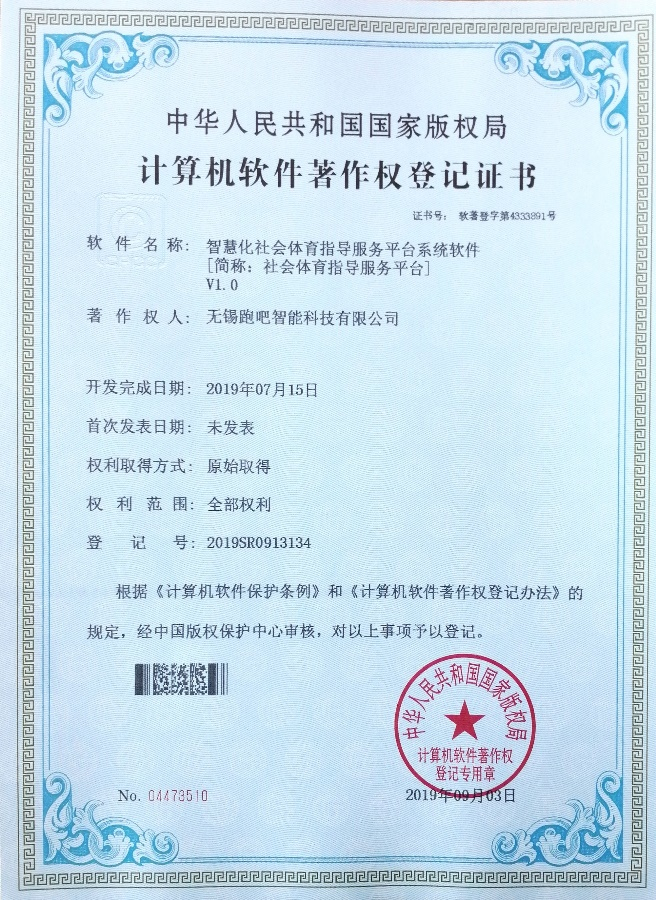 中华人民共和国国家版权局
计算机软件著作权登记证书
证书号： 软著登字第4333891号
软件名称： 智慧化社会体育指导服务平台系统软件
[简称：社会体育指导服务平台]
V1.0
著作权人： 无锡跑吧智能科技有限公司
开发完成日期： 2019年07月15日
首次发表日期： 未发表
权利取得方式： 原始取得
权利范围： 全部权利
登记号： 2019SR0913134
根据《计算机软件保护条例》和《计算机软件著作权登记办法》的
规定，经中国版权保护中心审核，对以上事项予以登记。
中华人民共和国国家版权局
计算机软件著作权
登记专用章
No. 04473510
2019年09月03日